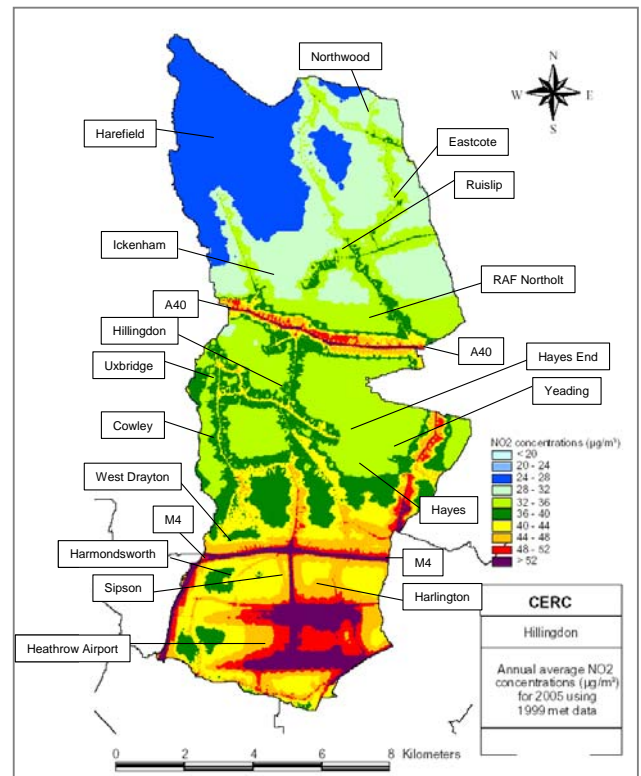 Northwood
N
W E
S
Harefield
Eastcote
Ruislip
Ickenham
RAF Northolt
A40
Hillingdon
A40
Uxbridge
Hayes End
Yeading
Cowley
NO2 concentrations (µg/m³)
< 20
20 - 24
24 - 28
28 - 32
32 - 36
36 - 40
40 - 44
44 - 48
48 - 52
> 52
West Drayton
Hayes
M4
M4
Harmondsworth
Sipson
Harlington
CERC
Hillingdon
Heathrow Airport
Annual average NO2
concentrations (µg/m³)
for 2005 using
1999 met data
0 2 4 6 8 Kilometers